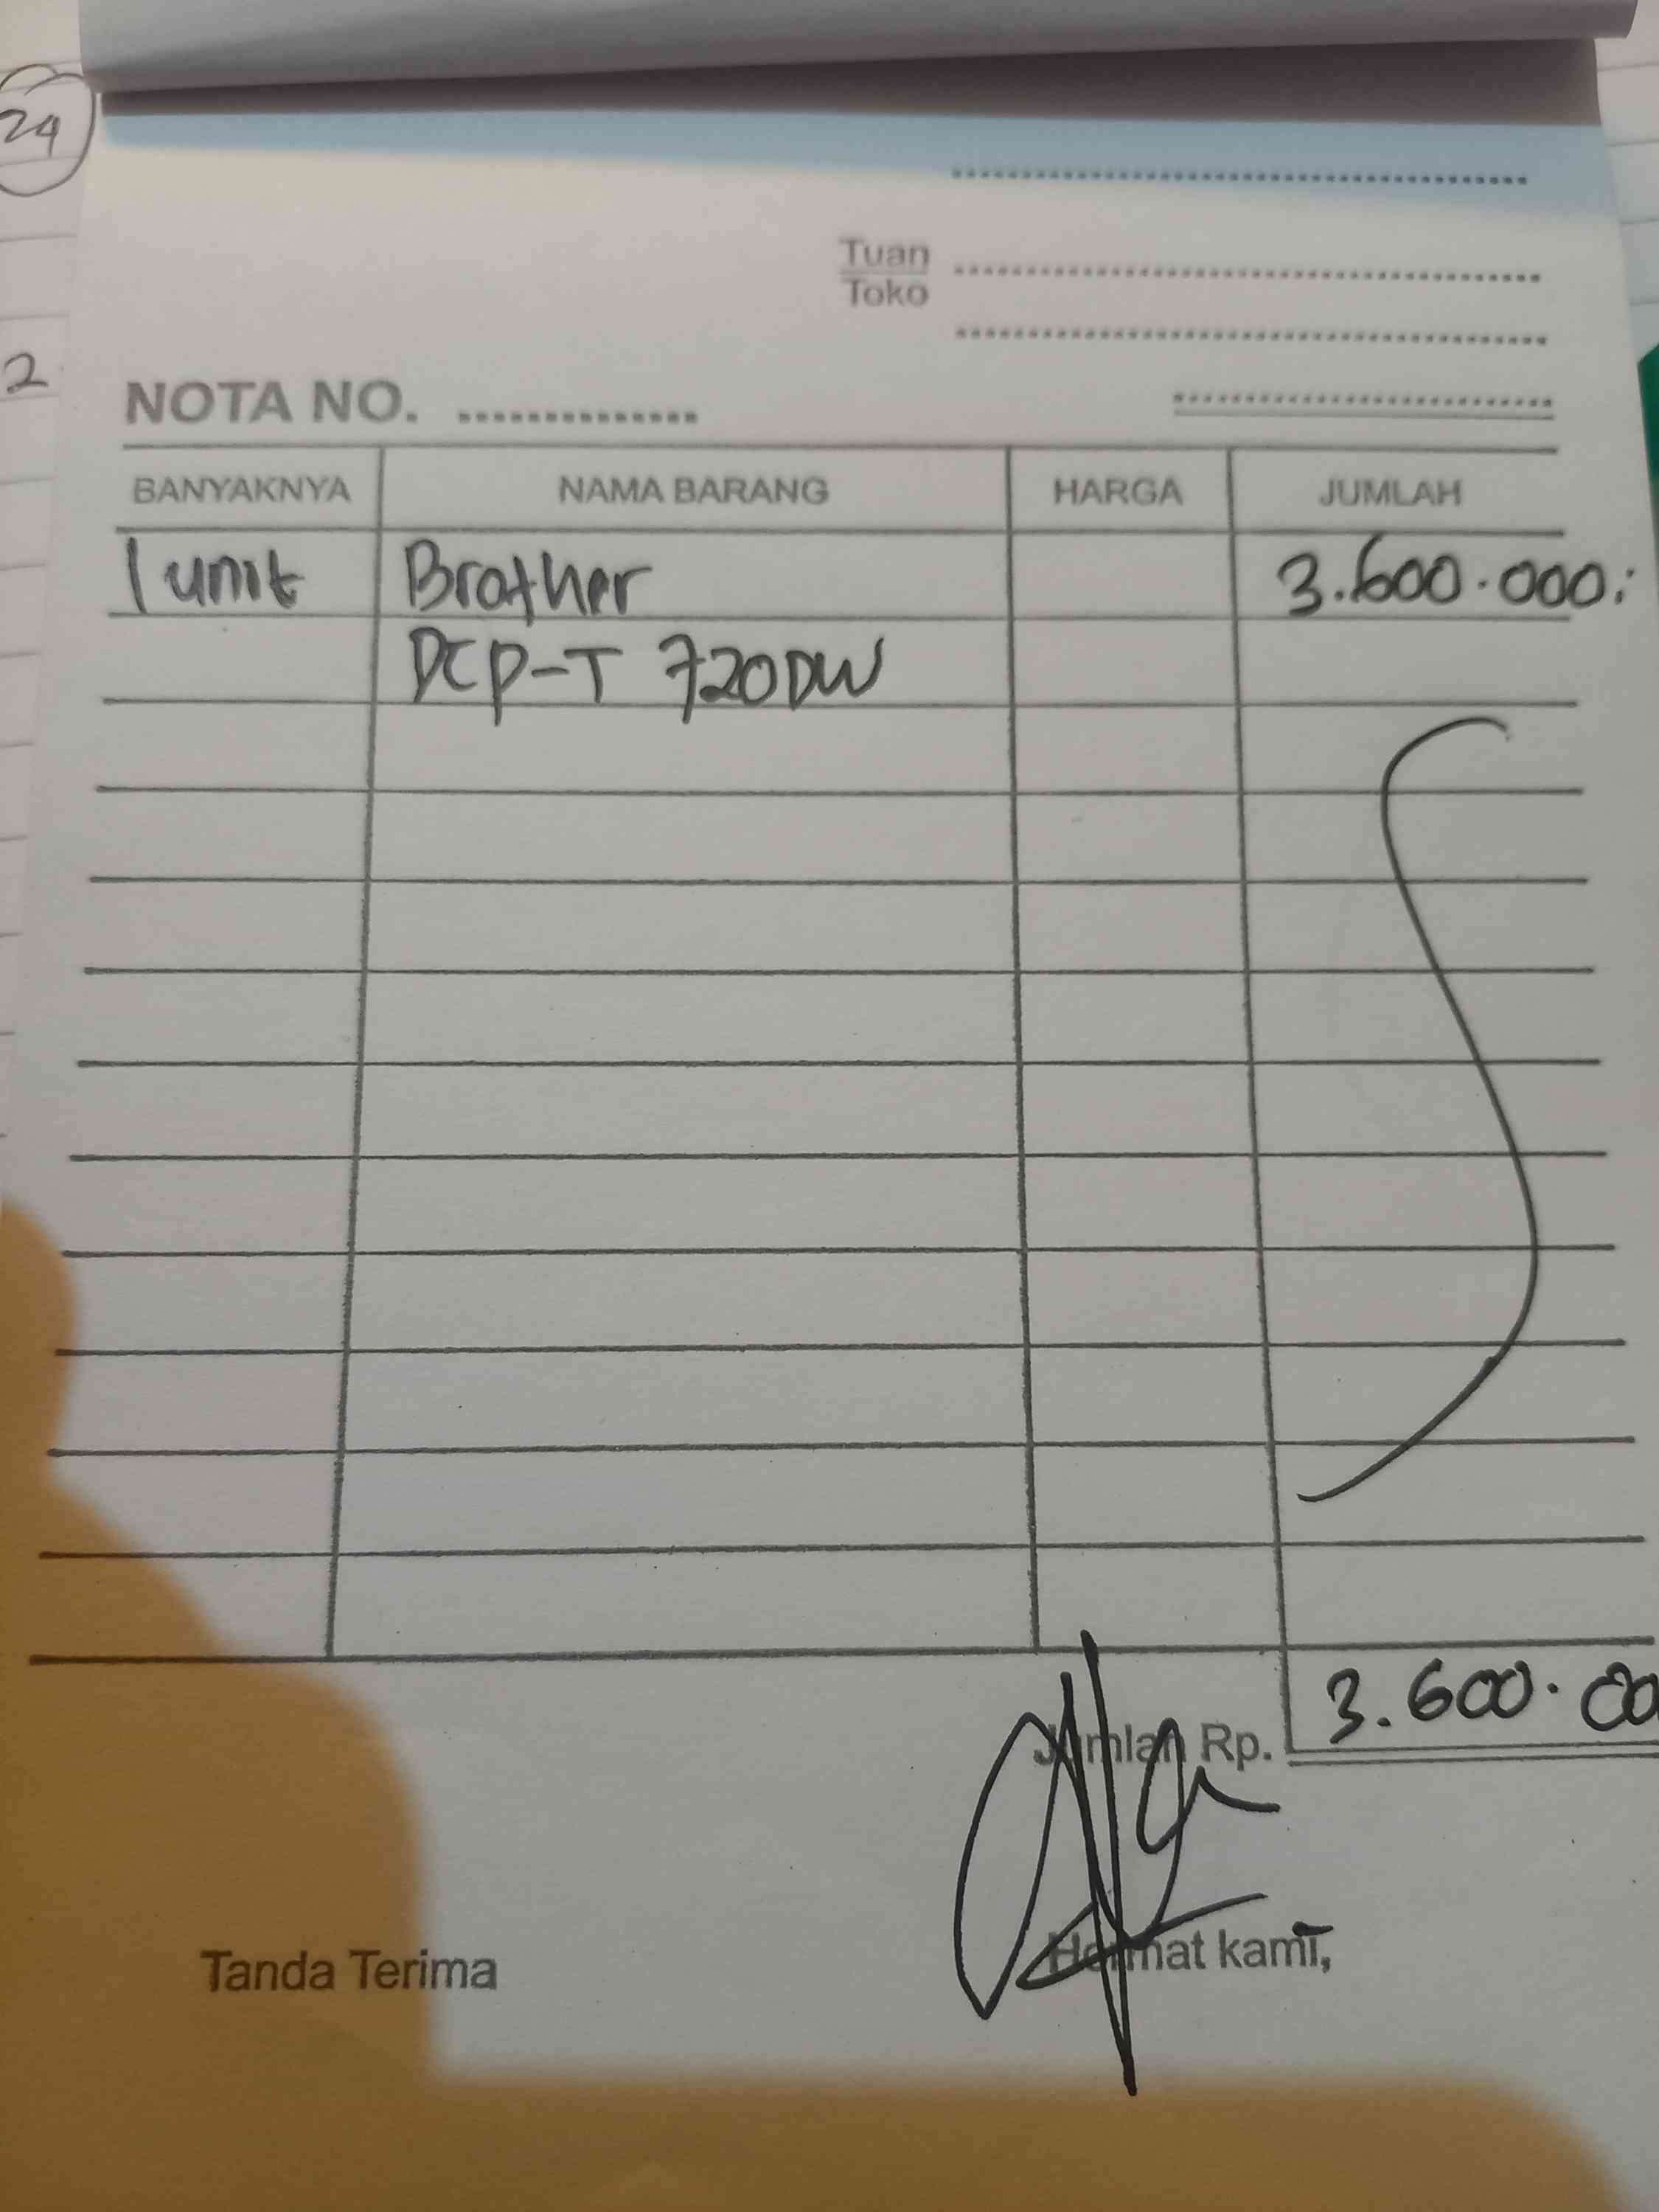 24
Tuan
Toko
2
NOTA NO.
BANYAKNYA NAMA BARANG HARGA JUMLAH
1 unit Brother 3.600.000.-
DCP-T 720DW
Jumlah Rp. 3.600.00
Tanda Terima Hormat kami,